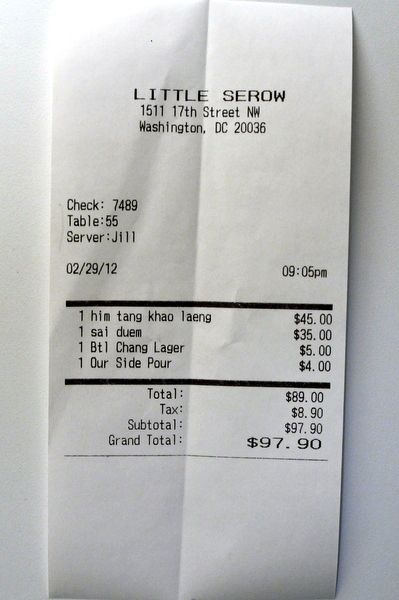 LITTLE SEROW
1511 17th Street NW
Washington, DC 20036
Check: 7489
Table:55
Server:Jill
02/29/12 09:05pm
1 him tang khao laeng $45.00
1 sai duem $35.00
1 Btl Chang Lager $5.00
1 Our Side Pour $4.00
Total: $89.00
Tax: $8.90
Subtotal: $97.90
Grand Total: $97.90